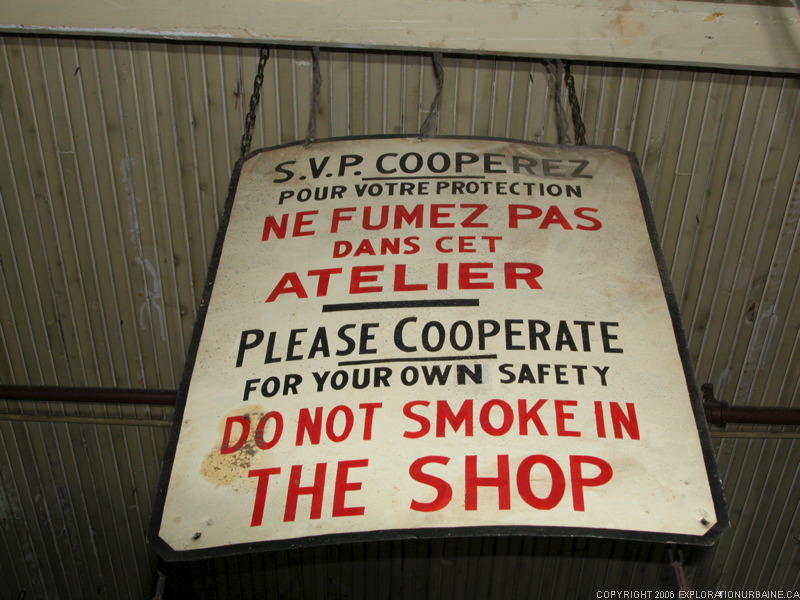 S.V.P. COOPEREZ
POUR VOTRE PROTECTION
NE FUMEZ PAS
DANS CET
ATELIER
PLEASE COOPERATE
FOR YOUR OWN SAFETY
DO NOT SMOKE IN
THE SHOP
COPYRIGHT 2006 EXPLORATIONURBAINE.CA